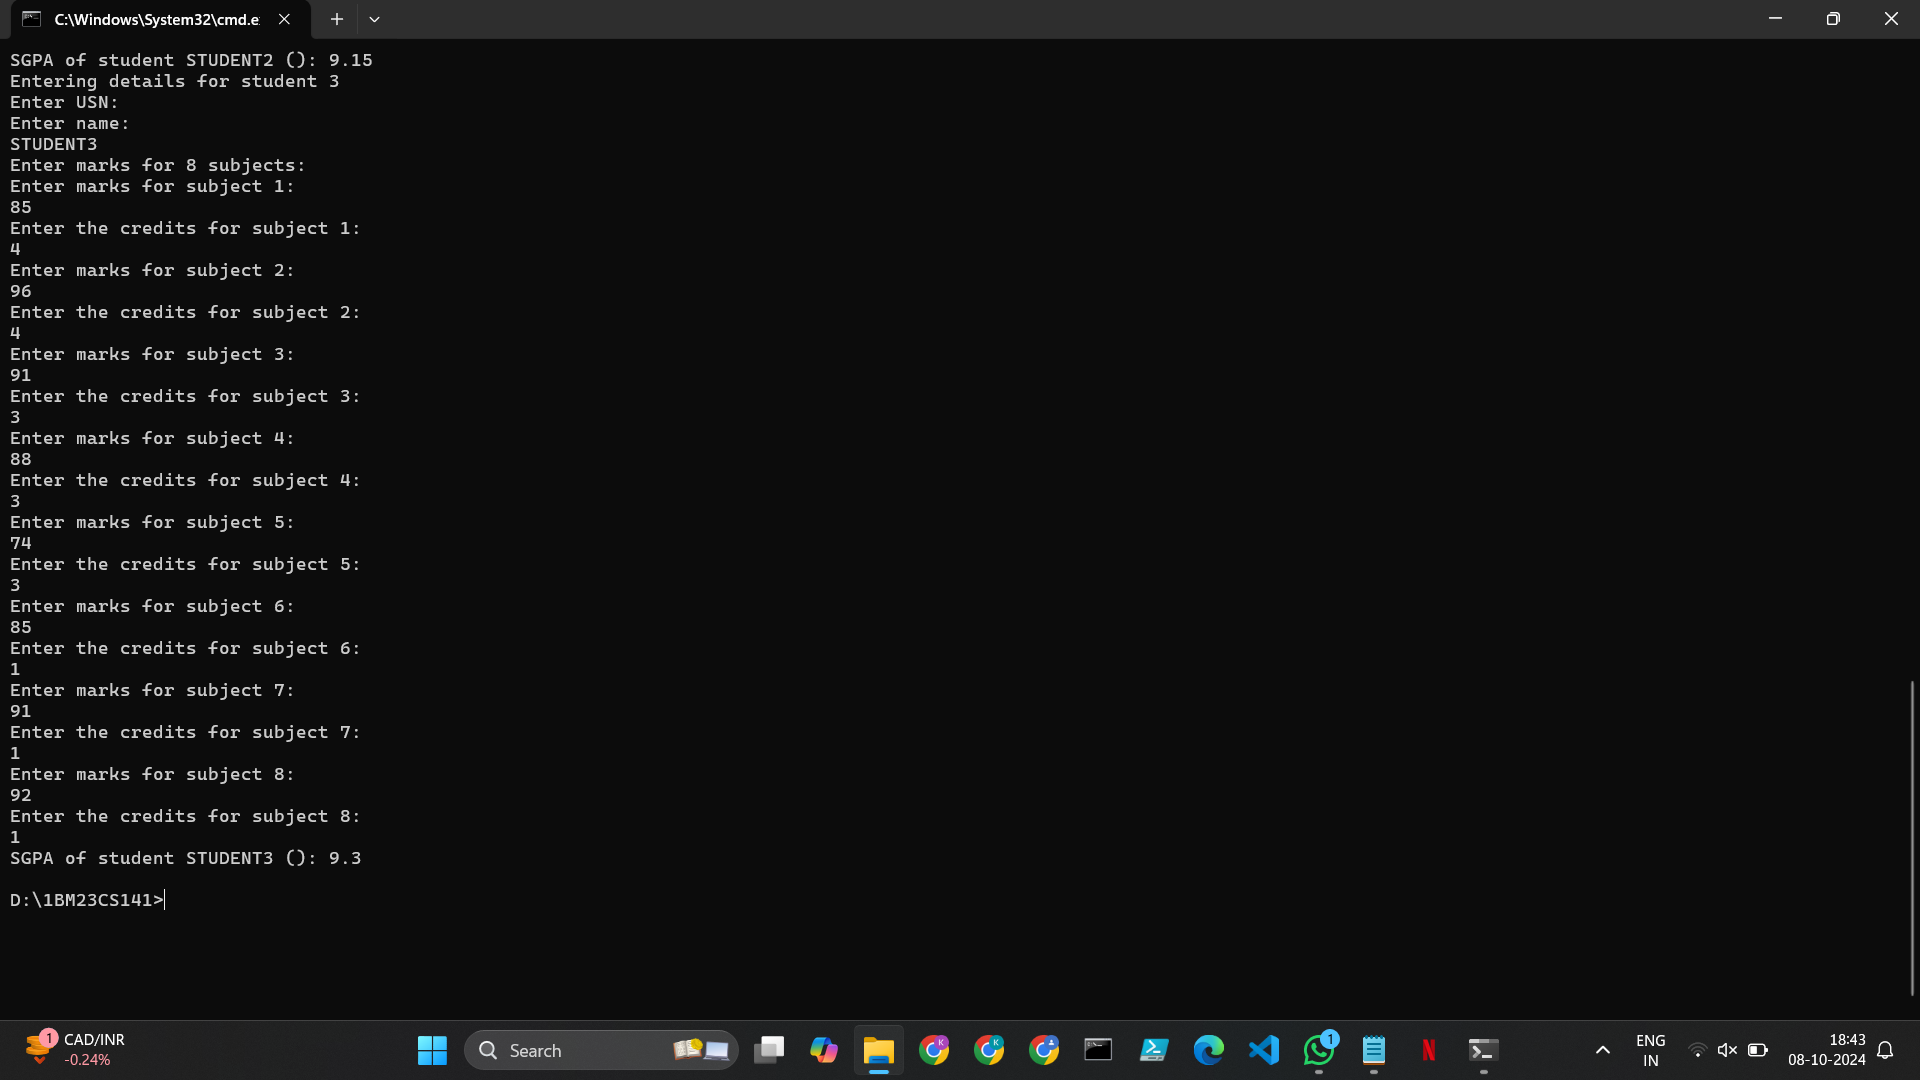 C:\Windows\System32\cmd.e
SGPA of student STUDENT2 (): 9.15
Entering details for student 3
Enter USN:
Enter name:
STUDENT3
Enter marks for 8 subjects:
Enter marks for subject 1:
85
Enter the credits for subject 1:
4
Enter marks for subject 2:
96
Enter the credits for subject 2:
4
Enter marks for subject 3:
91
Enter the credits for subject 3:
3
Enter marks for subject 4:
88
Enter the credits for subject 4:
3
Enter marks for subject 5:
74
Enter the credits for subject 5:
3
Enter marks for subject 6:
85
Enter the credits for subject 6:
1
Enter marks for subject 7:
91
Enter the credits for subject 7:
1
Enter marks for subject 8:
92
Enter the credits for subject 8:
1
SGPA of student STUDENT3 (): 9.3
D:\1BM23CS141>
1
CAD/INR
-0.24%
Search
K
K
1
N
ENG
IN
18:43
08-10-2024